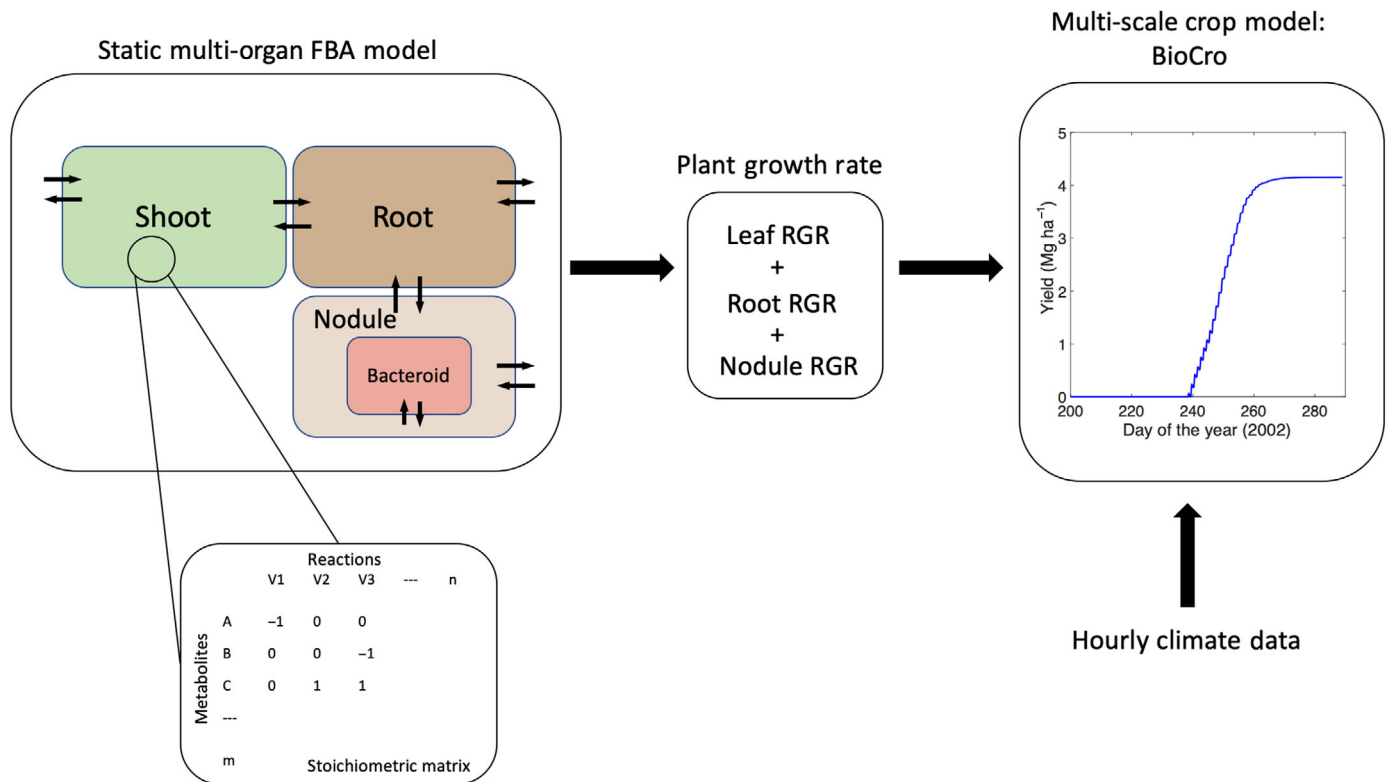 Static multi-organ FBA model
Shoot
Root
Nodule
Bacteroid
Reactions
V1 V2 V3 --- n
Metabolites
A −1 0 0
B 0 0 −1
C 0 1 1
---
m
Stoichiometric matrix
Plant growth rate
Leaf RGR
+
Root RGR
+
Nodule RGR
Multi-scale crop model:
BioCro
Yield (Mg ha⁻¹)
5
4
3
2
1
0
200 220 240 260 280
Day of the year (2002)
Hourly climate data